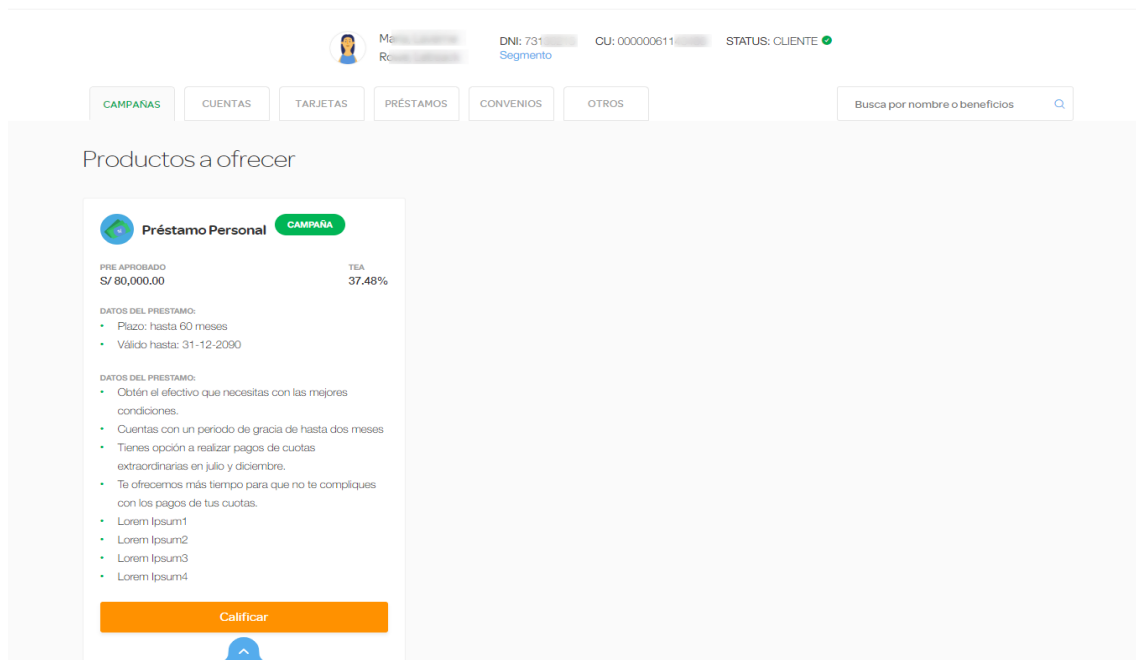 DNI: 731
CU: 000000611
STATUS: CLIENTE
Segmento
CAMPAÑAS
CUENTAS
TARJETAS
PRÉSTAMOS
CONVENIOS
OTROS
Busca por nombre o beneficios
Productos a ofrecer
Préstamo Personal
CAMPAÑA
PRE APROBADO
TEA
S/ 80,000.00
37.48%
DATOS DEL PRESTAMO:
• Plazo: hasta 60 meses
• Válido hasta: 31-12-2090
DATOS DEL PRESTAMO:
• Obtén el efectivo que necesitas con las mejores
condiciones.
• Cuentas con un periodo de gracia de hasta dos meses
• Tienes opción a realizar pagos de cuotas
extraordinarias en julio y diciembre.
• Te ofrecemos más tiempo para que no te compliques
con los pagos de tus cuotas.
• Lorem Ipsum1
• Lorem Ipsum2
• Lorem Ipsum3
• Lorem Ipsum4
Calificar